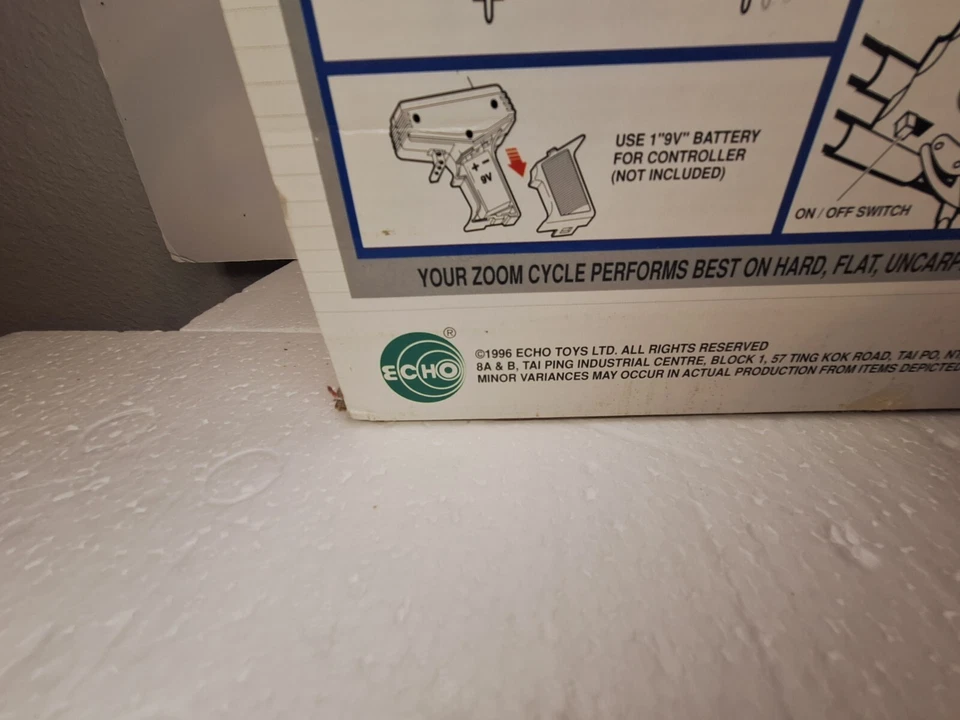 + -
9V
USE 1"9V" BATTERY
FOR CONTROLLER
(NOT INCLUDED)
ON / OFF SWITCH
YOUR ZOOM CYCLE PERFORMS BEST ON HARD, FLAT, UNCARP
ECHO ®
©1996 ECHO TOYS LTD. ALL RIGHTS RESERVED
8A & B, TAI PING INDUSTRIAL CENTRE, BLOCK 1, 57 TING KOK ROAD, TAI PO, NT
MINOR VARIANCES MAY OCCUR IN ACTUAL PRODUCTION FROM ITEMS DEPICTED